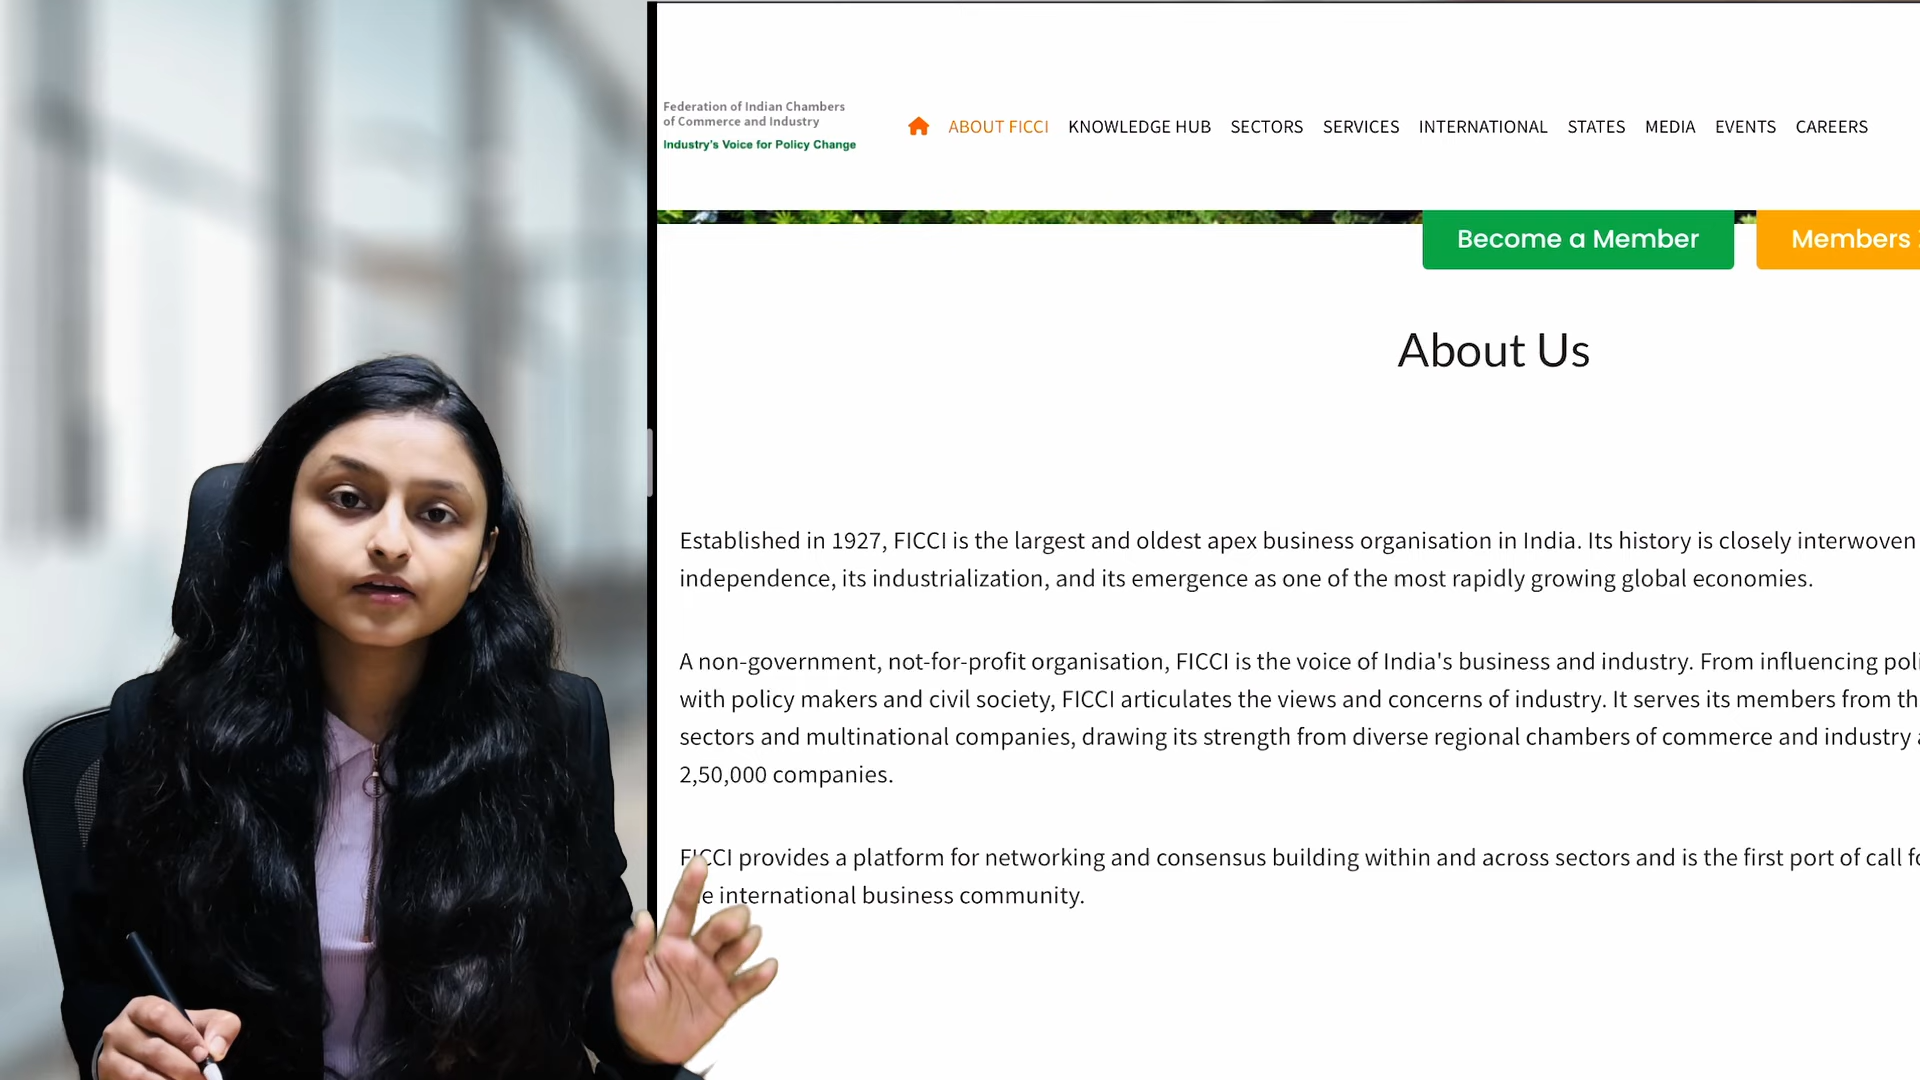 Federation of Indian Chambers
of Commerce and Industry
Industry's Voice for Policy Change
ABOUT FICCI KNOWLEDGE HUB SECTORS SERVICES INTERNATIONAL STATES MEDIA EVENTS CAREERS
Become a Member
Members
About Us
Established in 1927, FICCI is the largest and oldest apex business organisation in India. Its history is closely interwoven
independence, its industrialization, and its emergence as one of the most rapidly growing global economies.
A non-government, not-for-profit organisation, FICCI is the voice of India's business and industry. From influencing
with policy makers and civil society, FICCI articulates the views and concerns of industry. It serves its members from
sectors and multinational companies, drawing its strength from diverse regional chambers of commerce and industry
2,50,000 companies.
FICCI provides a platform for networking and consensus building within and across sectors and is the first port of call
international business community.